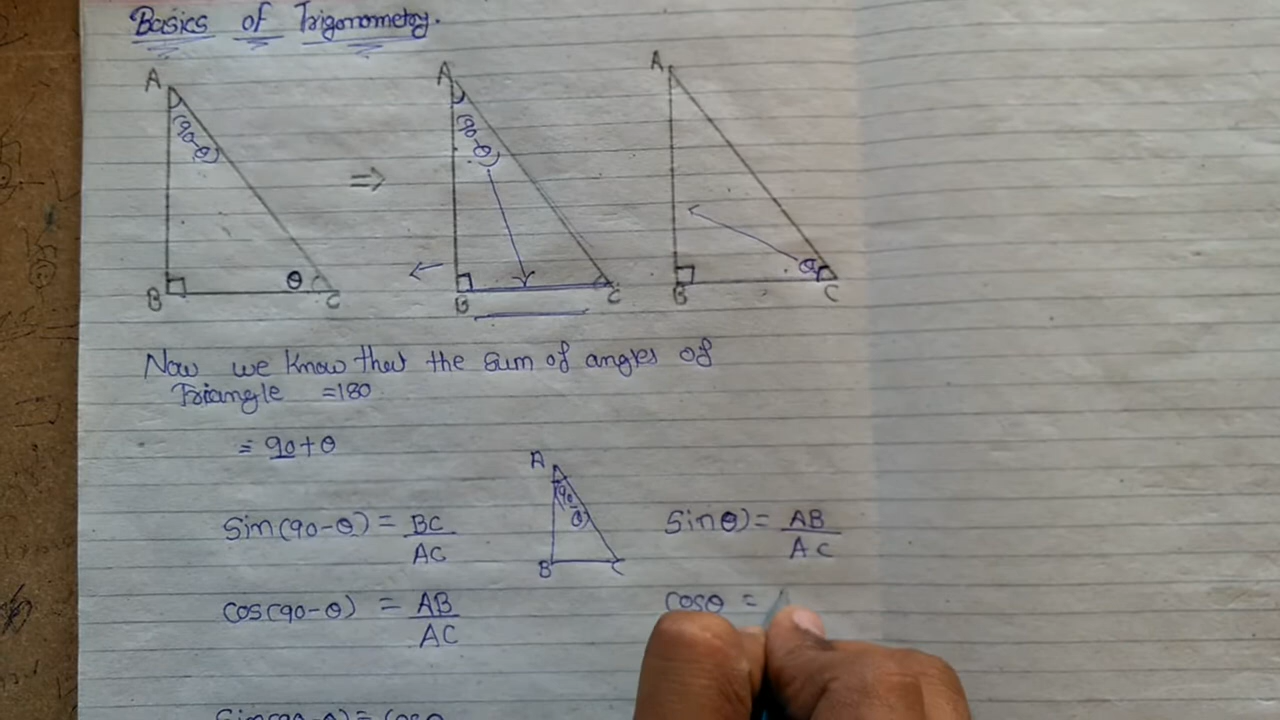 Basics of Trigonometry.
A
(90-θ)
B
θ
C
⇒
A
(90-θ)
B
C
A
B
θ
C
Now we know that the sum of angles of
Triangle =180
= 90+θ
Sin(90-θ) = BC
AC
A
90-θ
B
C
Sinθ) = AB
AC
cos(90-θ) = AB
AC
cosθ =